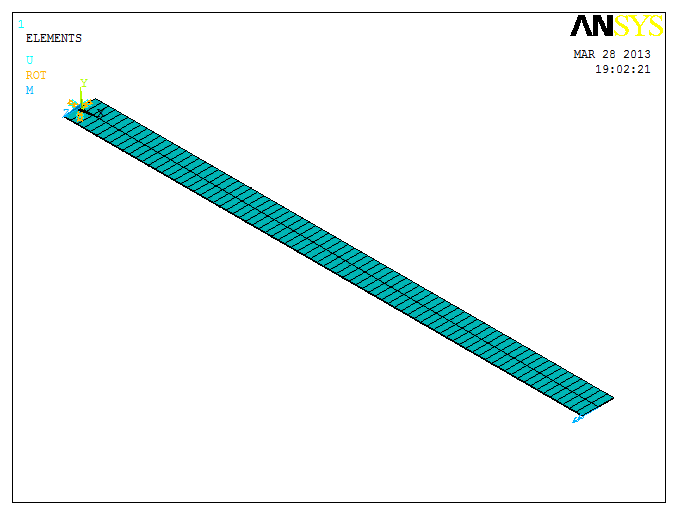 1
ANSYS
ELEMENTS
MAR 28 2013
19:02:21
U
ROT
M
Y
X
Z